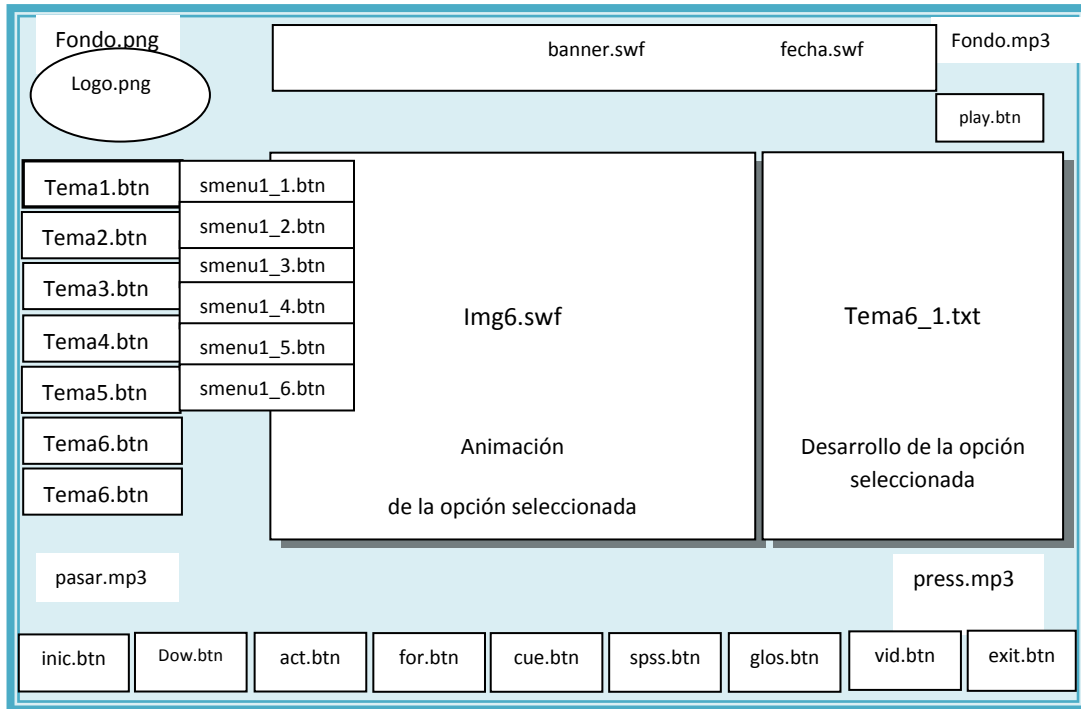 Fondo.png
banner.swf fecha.swf
Fondo.mp3
Logo.png
play.btn
Tema1.btn
Tema2.btn
Tema3.btn
Tema4.btn
Tema5.btn
Tema6.btn
Tema6.btn
smenu1_1.btn
smenu1_2.btn
smenu1_3.btn
smenu1_4.btn
smenu1_5.btn
smenu1_6.btn
Img6.swf
Animación
de la opción seleccionada
Tema6_1.txt
Desarrollo de la opción
seleccionada
pasar.mp3
press.mp3
inic.btn
Dow.btn
act.btn
for.btn
cue.btn
spss.btn
glos.btn
vid.btn
exit.btn